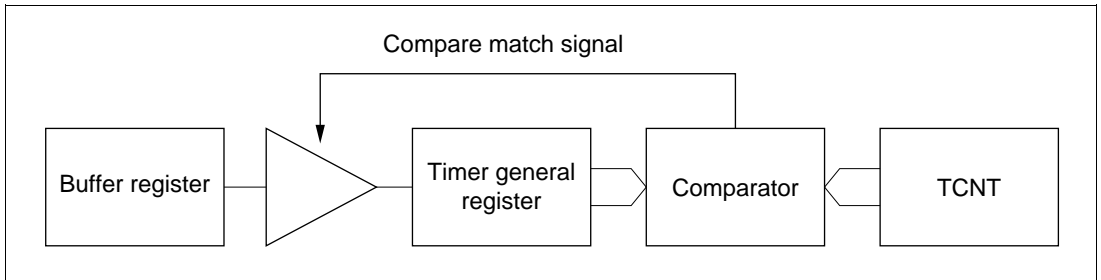 Compare match signal
Buffer register
Timer general
register
Comparator
TCNT